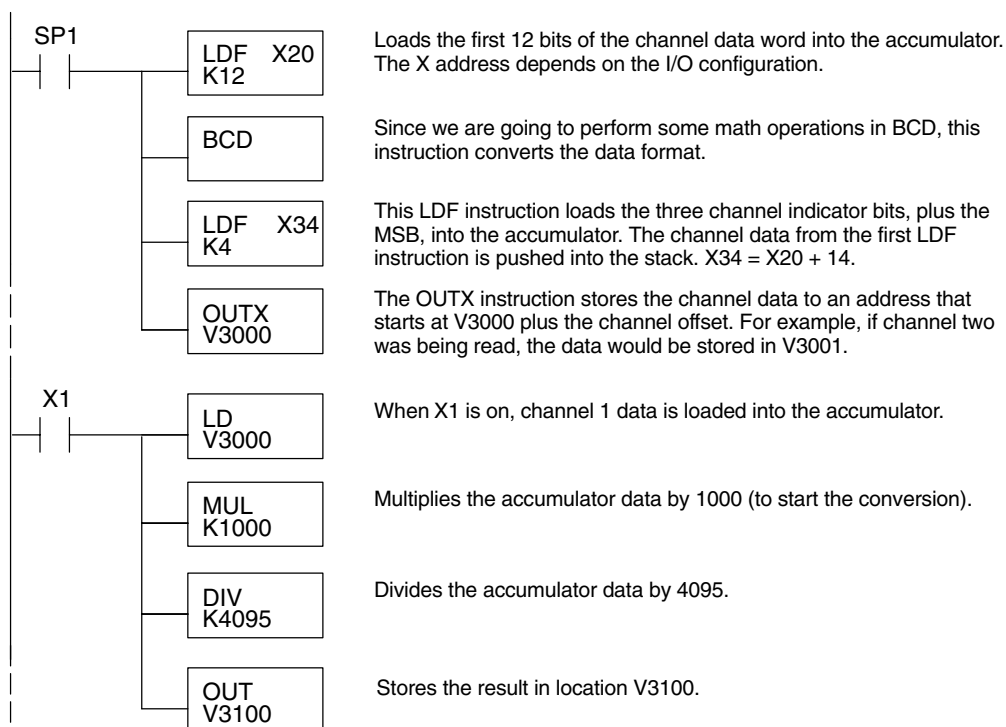 SP1
LDF X20
K12
Loads the first 12 bits of the channel data word into the accumulator.
The X address depends on the I/O configuration.
BCD
Since we are going to perform some math operations in BCD, this
instruction converts the data format.
LDF X34
K4
This LDF instruction loads the three channel indicator bits, plus the
MSB, into the accumulator. The channel data from the first LDF
instruction is pushed into the stack. X34 = X20 + 14.
OUTX
V3000
The OUTX instruction stores the channel data to an address that
starts at V3000 plus the channel offset. For example, if channel two
was being read, the data would be stored in V3001.
X1
LD
V3000
When X1 is on, channel 1 data is loaded into the accumulator.
MUL
K1000
Multiplies the accumulator data by 1000 (to start the conversion).
DIV
K4095
Divides the accumulator data by 4095.
OUT
V3100
Stores the result in location V3100.